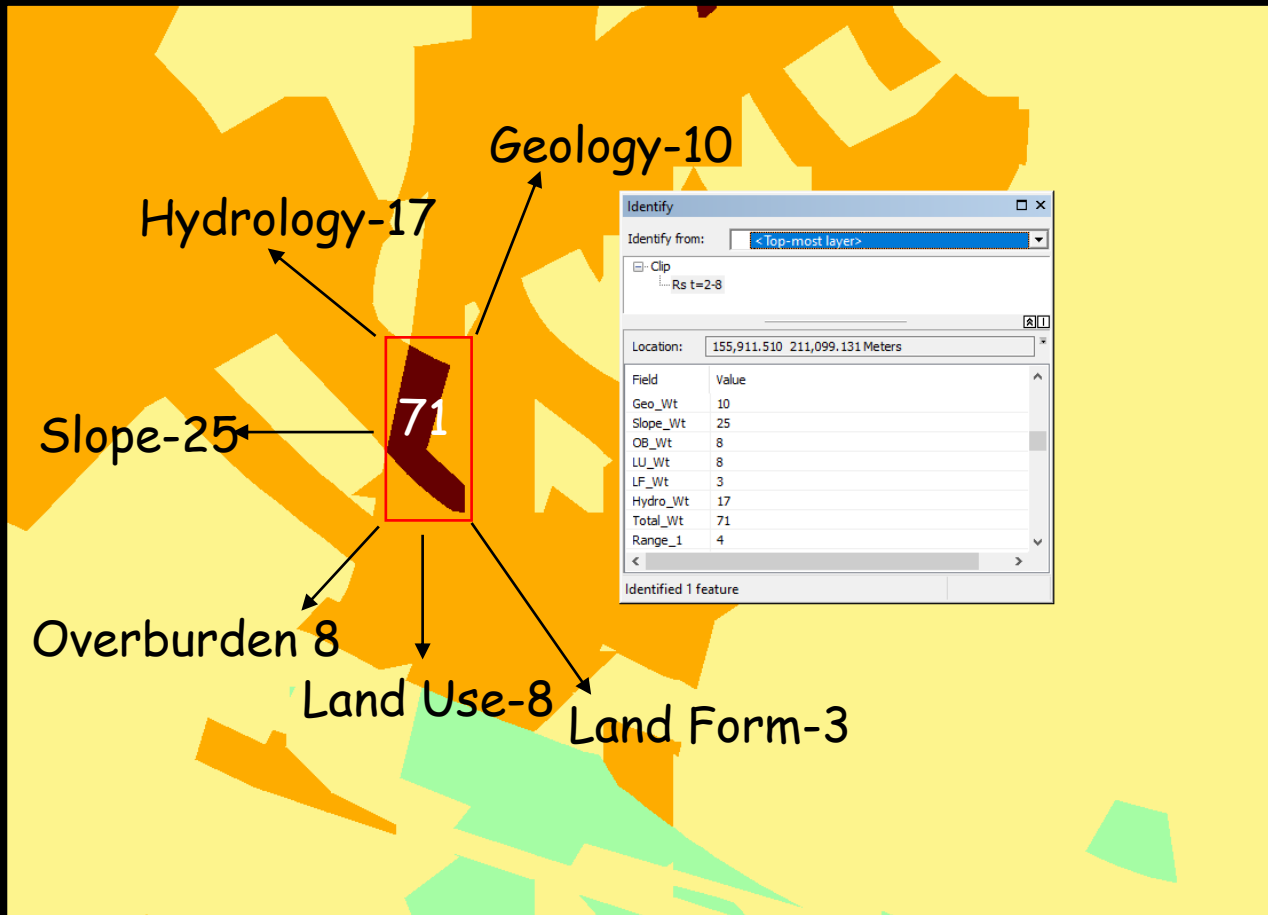 Geology-10
Hydrology-17
71
Slope-25
Overburden 8
Land Use-8
Land Form-3
Identify
Identify from: <Top-most layer>
Clip
Rs t=2-8
Location: 155,911.510 211,099.131 Meters
Field Value
Geo_Wt 10
Slope_Wt 25
OB_Wt 8
LU_Wt 8
LF_Wt 3
Hydro_Wt 17
Total_Wt 71
Range_1 4
Identified 1 feature